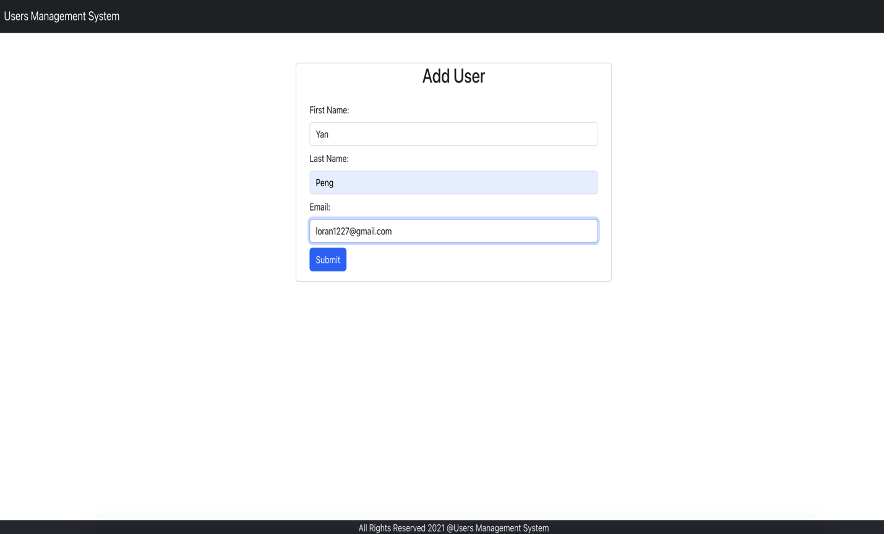 Users Management System
Add User
First Name:
Yan
Last Name:
Peng
Email:
loran1227@gmail.com
Submit
All Rights Reserved 2021 @Users Management System